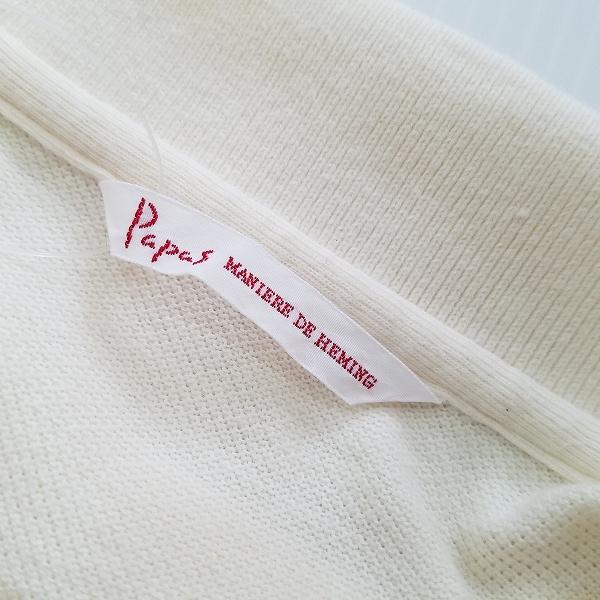 Papas MANIERE DE HEMING